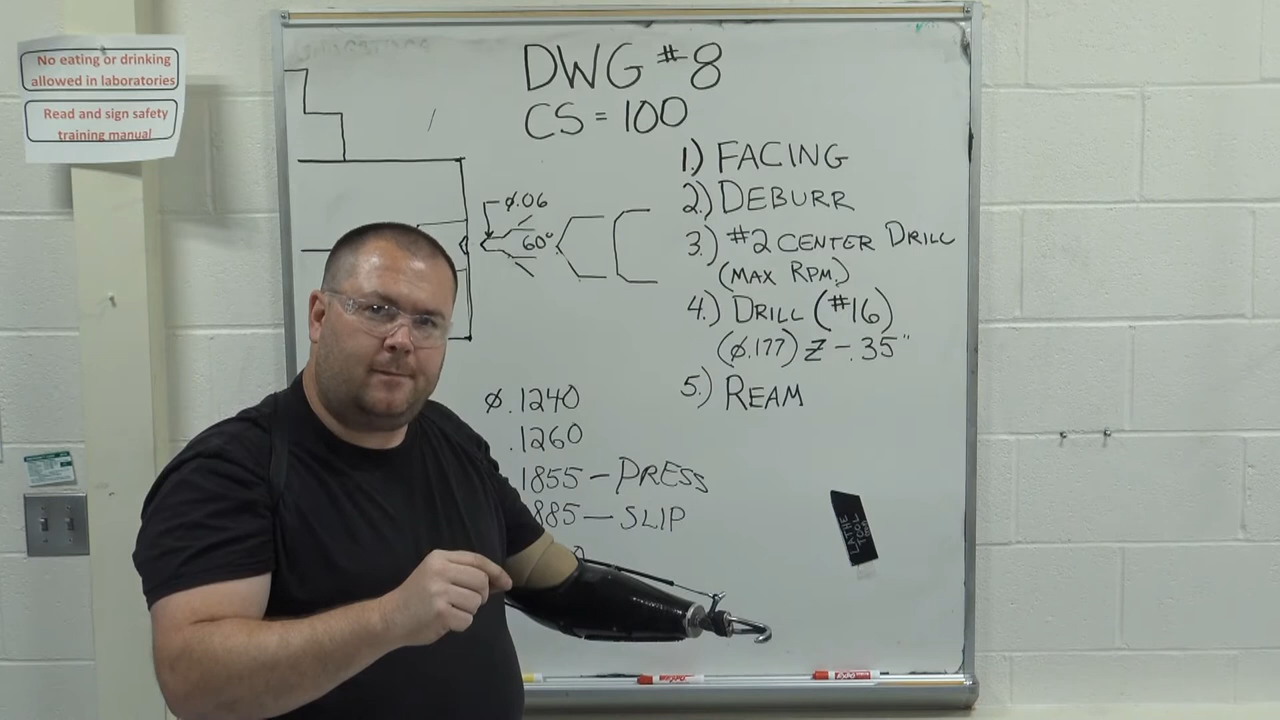 No eating or drinking
allowed in laboratories
Read and sign safety
training manual
DWG #8
CS = 100
1.) FACING
2.) DEBURR
3.) #2 CENTER DRILL
(MAX RPM.)
4.) DRILL (#16)
(Ø.177) Z -.35"
5.) REAM
Ø.06
60°
Ø.1240
.1260
1855 - PRESS
885 - SLIP
LATHE
TOOL